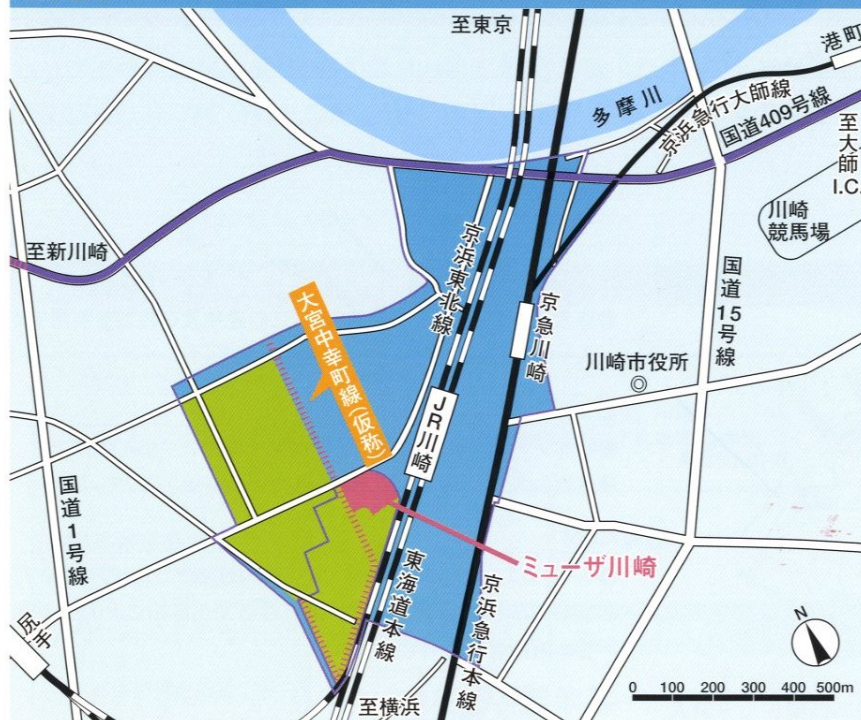 至東京
港町
多摩川
京浜急行大師線
国道409号線
至大師I.C.
川崎
競馬場
至新川崎
京浜東北線
国道15号線
大宮中幸町線(仮称)
京急川崎
川崎市役所
JR川崎
国道1号線
ミューザ川崎
東海道本線
京浜急行本線
尻手
至横浜
N
0 100 200 300 400 500m